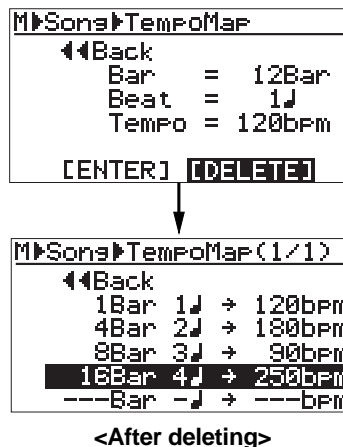 M▶Song▶TempoMap
◀◀Back
Bar = 12Bar
Beat = 1♩
Tempo = 120bpm
[ENTER] [DELETE]
M▶Song▶TempoMap(1/1)
◀◀Back
1Bar 1♩ → 120bpm
4Bar 2♩ → 180bpm
8Bar 3♩ → 90bpm
16Bar 4♩ → 250bpm
---Bar -♩ → ---bpm
<After deleting>